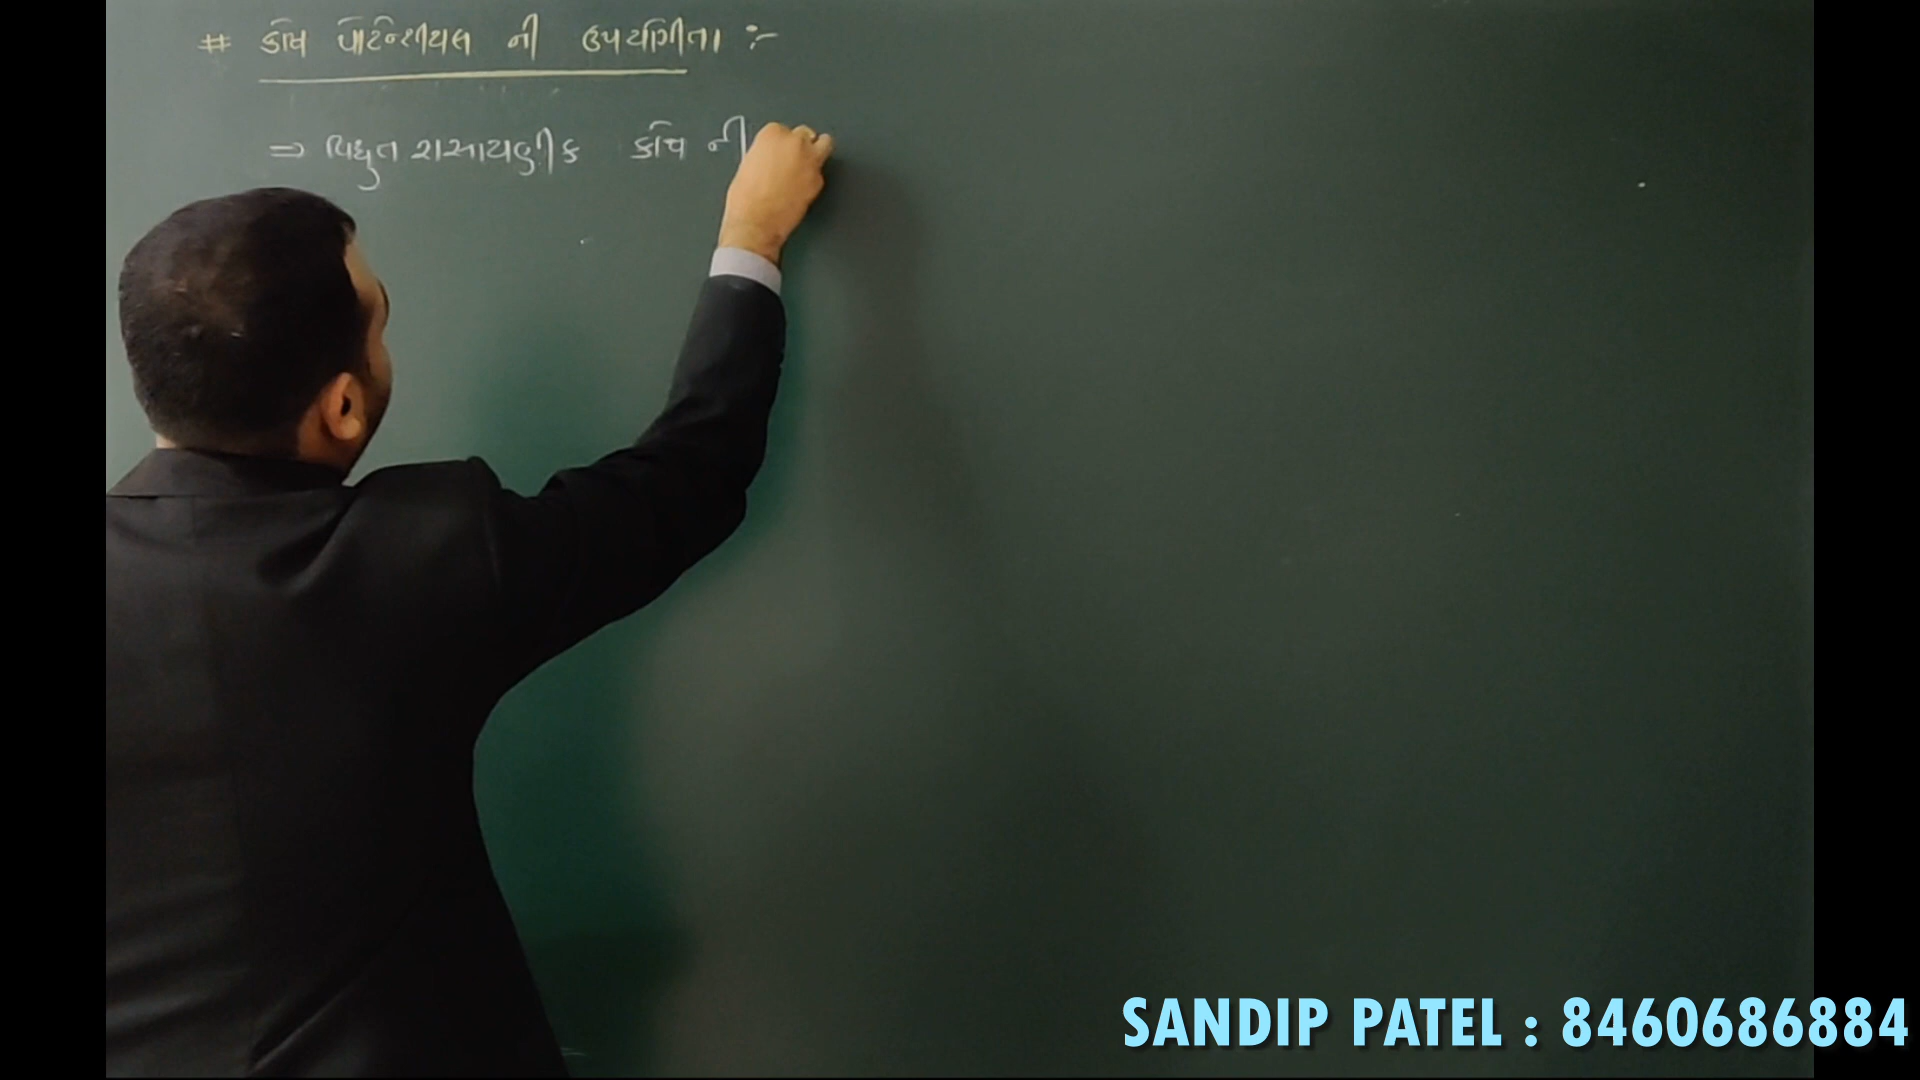 # કોષ પોટેન્શીયલ ની ઉપયોગીતા :-
⇒ વિધુત રાસાયણીક કોષ ની
SANDIP PATEL : 8460686884